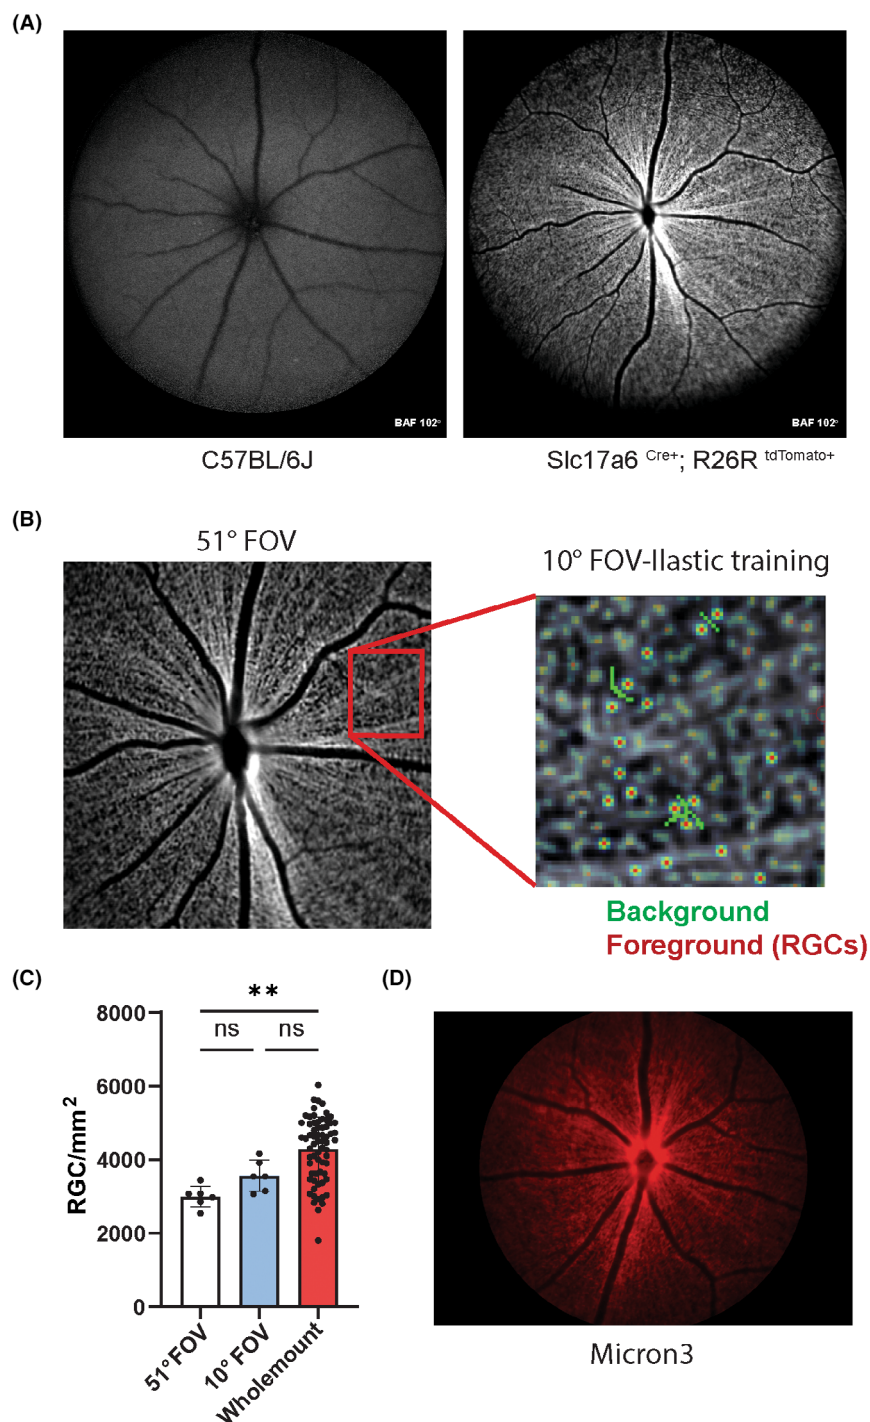 (A)
BAF 102°
BAF 102°
C57BL/6J
Slc17a6 Cre+; R26R tdTomato+
(B)
51° FOV
10° FOV-Ilastic training
Background
Foreground (RGCs)
(C)
(D)
**
ns
ns
8000
6000
4000
2000
0
RGC/mm2
51° FOV
10° FOV
Wholemount
Micron3